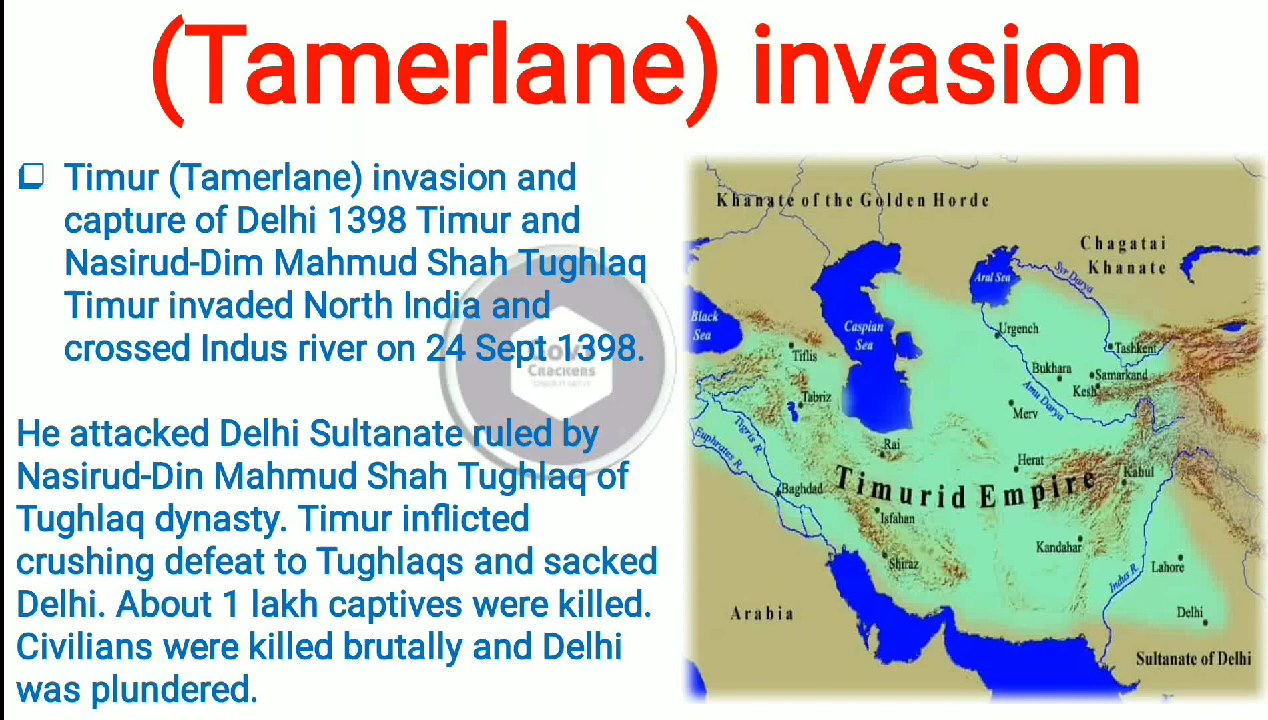 (Tamerlane) invasion
Timur (Tamerlane) invasion and
capture of Delhi 1398 Timur and
Nasirud-Dim Mahmud Shah Tughlaq
Timur invaded North India and
crossed Indus river on 24 Sept 1398.
He attacked Delhi Sultanate ruled by
Nasirud-Din Mahmud Shah Tughlaq of
Tughlaq dynasty. Timur inflicted
crushing defeat to Tughlaqs and sacked
Delhi. About 1 lakh captives were killed.
Civilians were killed brutally and Delhi
was plundered.
Crackers
Khanate of the Golden Horde
Chagatai
Khanate
Aral Sea
Syr Darya
Black
Sea
Caspian
Sea
Urgench
Tiflis
Tashkent
Bukhara
Samarkand
Kesh
Tabriz
Amu Darya
Merv
Tigris R.
Euphrates R.
Rai
Herat
Kabul
Timurid Empire
Baghdad
Isfahan
Kandahar
Shiraz
Indus R.
Lahore
Arabia
Delhi
Sultanate of Delhi